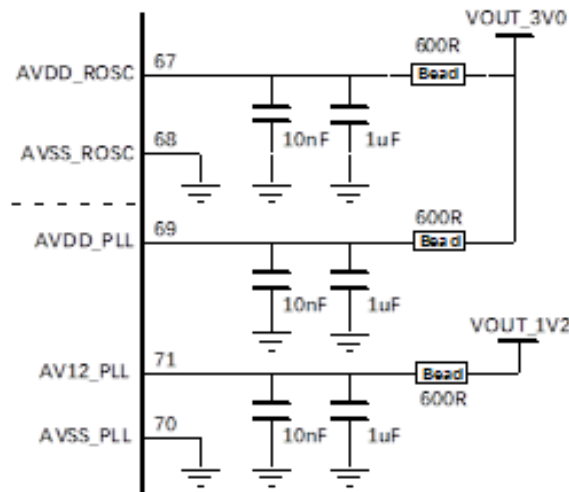 VOUT_3V0
600R
67
AVDD_ROSC
Bead
10nF
1uF
68
AVSS_ROSC
600R
69
AVDD_PLL
Bead
10nF
1uF
VOUT_1V2
71
AV12_PLL
Bead
600R
70
AVSS_PLL
10nF
1uF